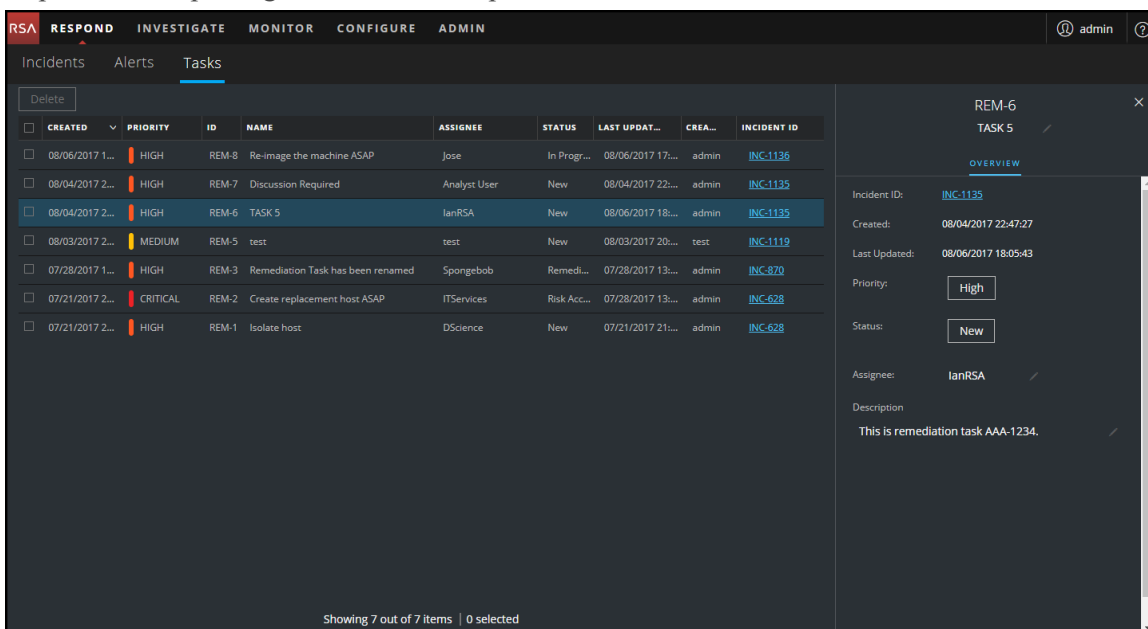 RSA RESPOND INVESTIGATE MONITOR CONFIGURE ADMIN admin
Incidents Alerts Tasks
Delete
CREATED PRIORITY ID NAME ASSIGNEE STATUS LAST UPDAT... CREA... INCIDENT ID
08/06/2017 1... HIGH REM-8 Re-image the machine ASAP Jose In Progr... 08/06/2017 17:... admin INC-1136
08/04/2017 2... HIGH REM-7 Discussion Required Analyst User New 08/04/2017 22:... admin INC-1135
08/04/2017 2... HIGH REM-6 TASK 5 IanRSA New 08/06/2017 18:... admin INC-1135
08/03/2017 2... MEDIUM REM-5 test test New 08/03/2017 20:... test INC-1119
07/28/2017 1... HIGH REM-3 Remediation Task has been renamed Spongebob Remedi... 07/28/2017 13:... admin INC-870
07/21/2017 2... CRITICAL REM-2 Create replacement host ASAP ITServices Risk Acc... 07/28/2017 13:... admin INC-628
07/21/2017 2... HIGH REM-1 Isolate host DScience New 07/21/2017 21:... admin INC-628
Showing 7 out of 7 items | 0 selected
REM-6
TASK 5
OVERVIEW
Incident ID: INC-1135
Created: 08/04/2017 22:47:27
Last Updated: 08/06/2017 18:05:43
Priority: High
Status: New
Assignee: IanRSA
Description
This is remediation task AAA-1234.